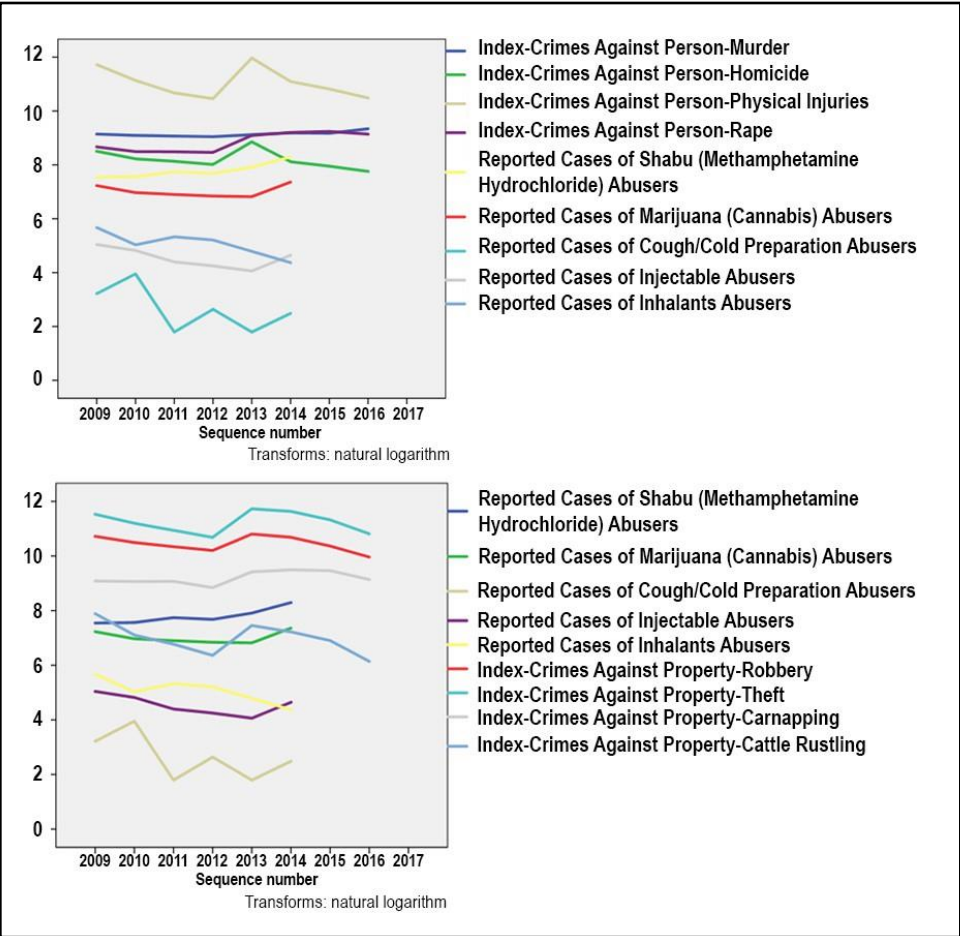 12
10
8
6
4
2
0
2009 2010 2011 2012 2013 2014 2015 2016 2017
Sequence number
Transforms: natural logarithm
Index-Crimes Against Person-Murder
Index-Crimes Against Person-Homicide
Index-Crimes Against Person-Physical Injuries
Index-Crimes Against Person-Rape
Reported Cases of Shabu (Methamphetamine
Hydrochloride) Abusers
Reported Cases of Marijuana (Cannabis) Abusers
Reported Cases of Cough/Cold Preparation Abusers
Reported Cases of Injectable Abusers
Reported Cases of Inhalants Abusers
12
10
8
6
4
2
0
2009 2010 2011 2012 2013 2014 2015 2016 2017
Sequence number
Transforms: natural logarithm
Reported Cases of Shabu (Methamphetamine
Hydrochloride) Abusers
Reported Cases of Marijuana (Cannabis) Abusers
Reported Cases of Cough/Cold Preparation Abusers
Reported Cases of Injectable Abusers
Reported Cases of Inhalants Abusers
Index-Crimes Against Property-Robbery
Index-Crimes Against Property-Theft
Index-Crimes Against Property-Carnapping
Index-Crimes Against Property-Cattle Rustling